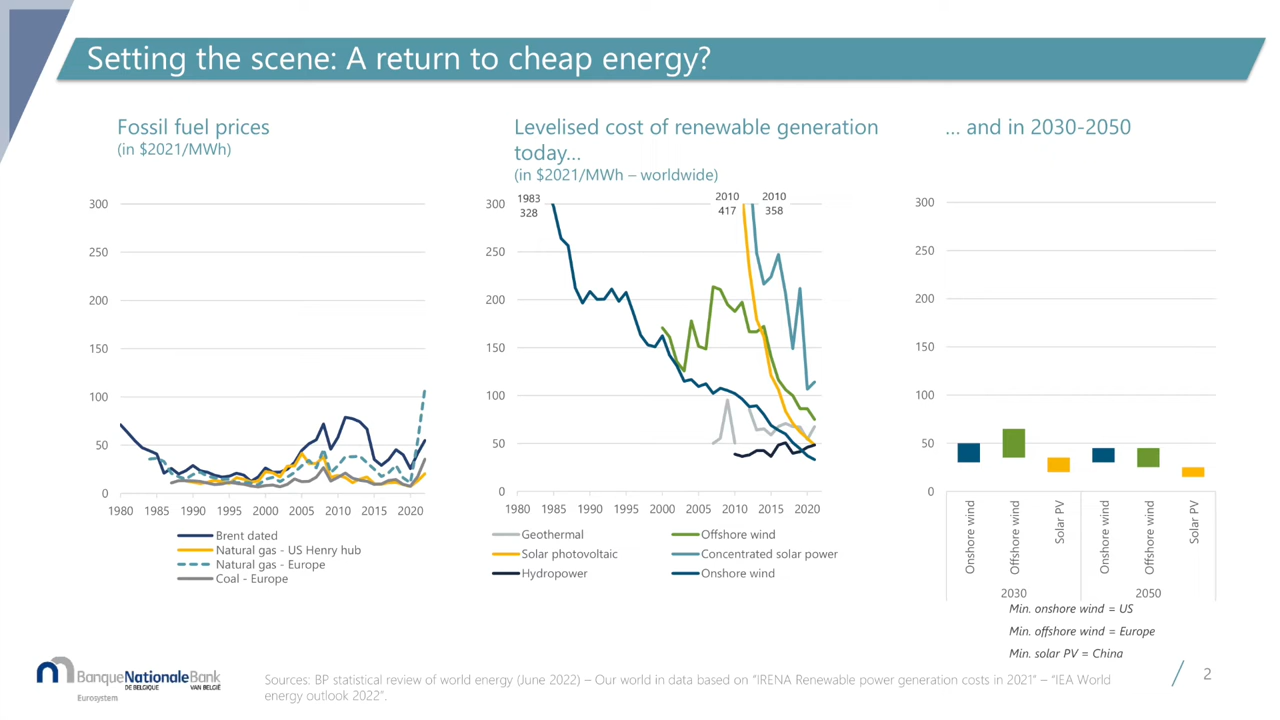 Setting the scene: A return to cheap energy?
Fossil fuel prices
(in $2021/MWh)
300
250
200
150
100
50
0
1980 1985 1990 1995 2000 2005 2010 2015 2020
Brent dated
Natural gas - US Henry hub
Natural gas - Europe
Coal - Europe
Levelised cost of renewable generation
today...
(in $2021/MWh – worldwide)
1983
328
2010
417
2010
358
300
250
200
150
100
50
0
1980 1985 1990 1995 2000 2005 2010 2015 2020
Geothermal
Offshore wind
Solar photovoltaic
Concentrated solar power
Hydropower
Onshore wind
... and in 2030-2050
300
250
200
150
100
50
0
Onshore wind
Offshore wind
Solar PV
Onshore wind
Offshore wind
Solar PV
2030
2050
Min. onshore wind = US
Min. offshore wind = Europe
Min. solar PV = China
BanqueNationaleBank
DE BELGIQUE VAN BELGIË
Eurosystem
Sources: BP statistical review of world energy (June 2022) – Our world in data based on “IRENA Renewable power generation costs in 2021” – “IEA World
energy outlook 2022”.
2